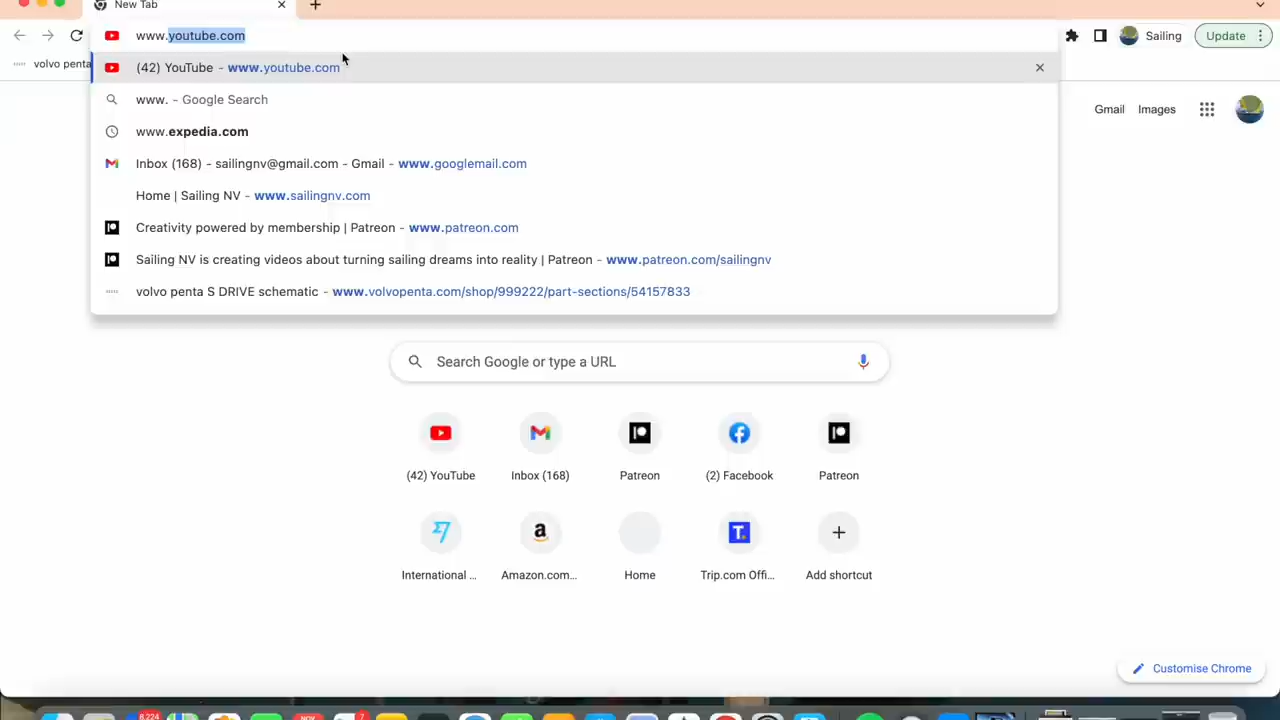 New Tab
www.youtube.com
Sailing
Update
volvo penta
(42) YouTube - www.youtube.com
www. - Google Search
www.expedia.com
Inbox (168) - sailingnv@gmail.com - Gmail - www.googlemail.com
Home | Sailing NV - www.sailingnv.com
Creativity powered by membership | Patreon - www.patreon.com
Sailing NV is creating videos about turning sailing dreams into reality | Patreon - www.patreon.com/sailingnv
volvo penta S DRIVE schematic - www.volvopenta.com/shop/999222/part-sections/54157833
Gmail Images
Search Google or type a URL
(42) YouTube Inbox (168) Patreon (2) Facebook Patreon
International ... Amazon.com... Home Trip.com Offi... Add shortcut
Customise Chrome
8,224 NOV 7